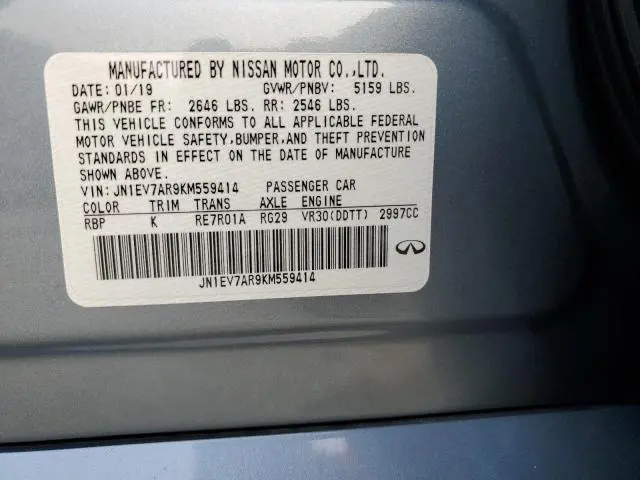 MANUFACTURED BY NISSAN MOTOR CO.,LTD.
DATE: 01/19 GVWR/PNBV: 5159 LBS.
GAWR/PNBE FR: 2646 LBS. RR: 2546 LBS.
THIS VEHICLE CONFORMS TO ALL APPLICABLE FEDERAL
MOTOR VEHICLE SAFETY,BUMPER,AND THEFT PREVENTION
STANDARDS IN EFFECT ON THE DATE OF MANUFACTURE
SHOWN ABOVE.
VIN: JN1EV7AR9KM559414 PASSENGER CAR
COLOR TRIM TRANS AXLE ENGINE
RBP K RE7R01A RG29 VR30(DDTT) 2997CC
JN1EV7AR9KM559414